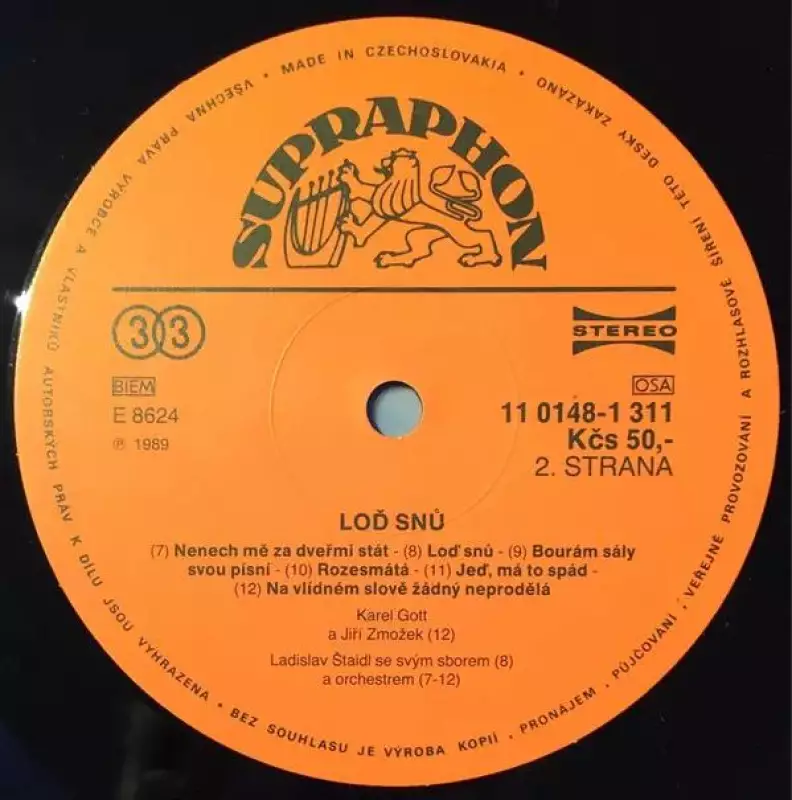 • MADE IN CZECHOSLOVAKIA •
VŠECHNA PRÁVA VÝROBCE A VLASTNÍKŮ AUTORSKÝCH PRÁV K DÍLU JSOU VYHRAZENA • BEZ SOUHLASU JE VÝROBA KOPIÍ, PRONÁJEM, PŮJČOVÁNÍ, VEŘEJNÉ PROVOZOVÁNÍ A ROZHLASOVÉ ŠÍŘENÍ TÉTO DESKY ZAKÁZÁNO
SUPRAPHON
33
STEREO
BIEM
OSA
E 8624
11 0148-1 311
℗ 1989
Kčs 50,-
2. STRANA
LOĎ SNŮ
(7) Nenech mě za dveřmi stát - (8) Loď snů - (9) Bourám sály
svou písní - (10) Rozesmátá - (11) Jeď, má to spád -
(12) Na vlídném slově žádný neprodělá
Karel Gott
a Jiří Zmožek (12)
Ladislav Štaidl se svým sborem (8)
a orchestrem (7-12)